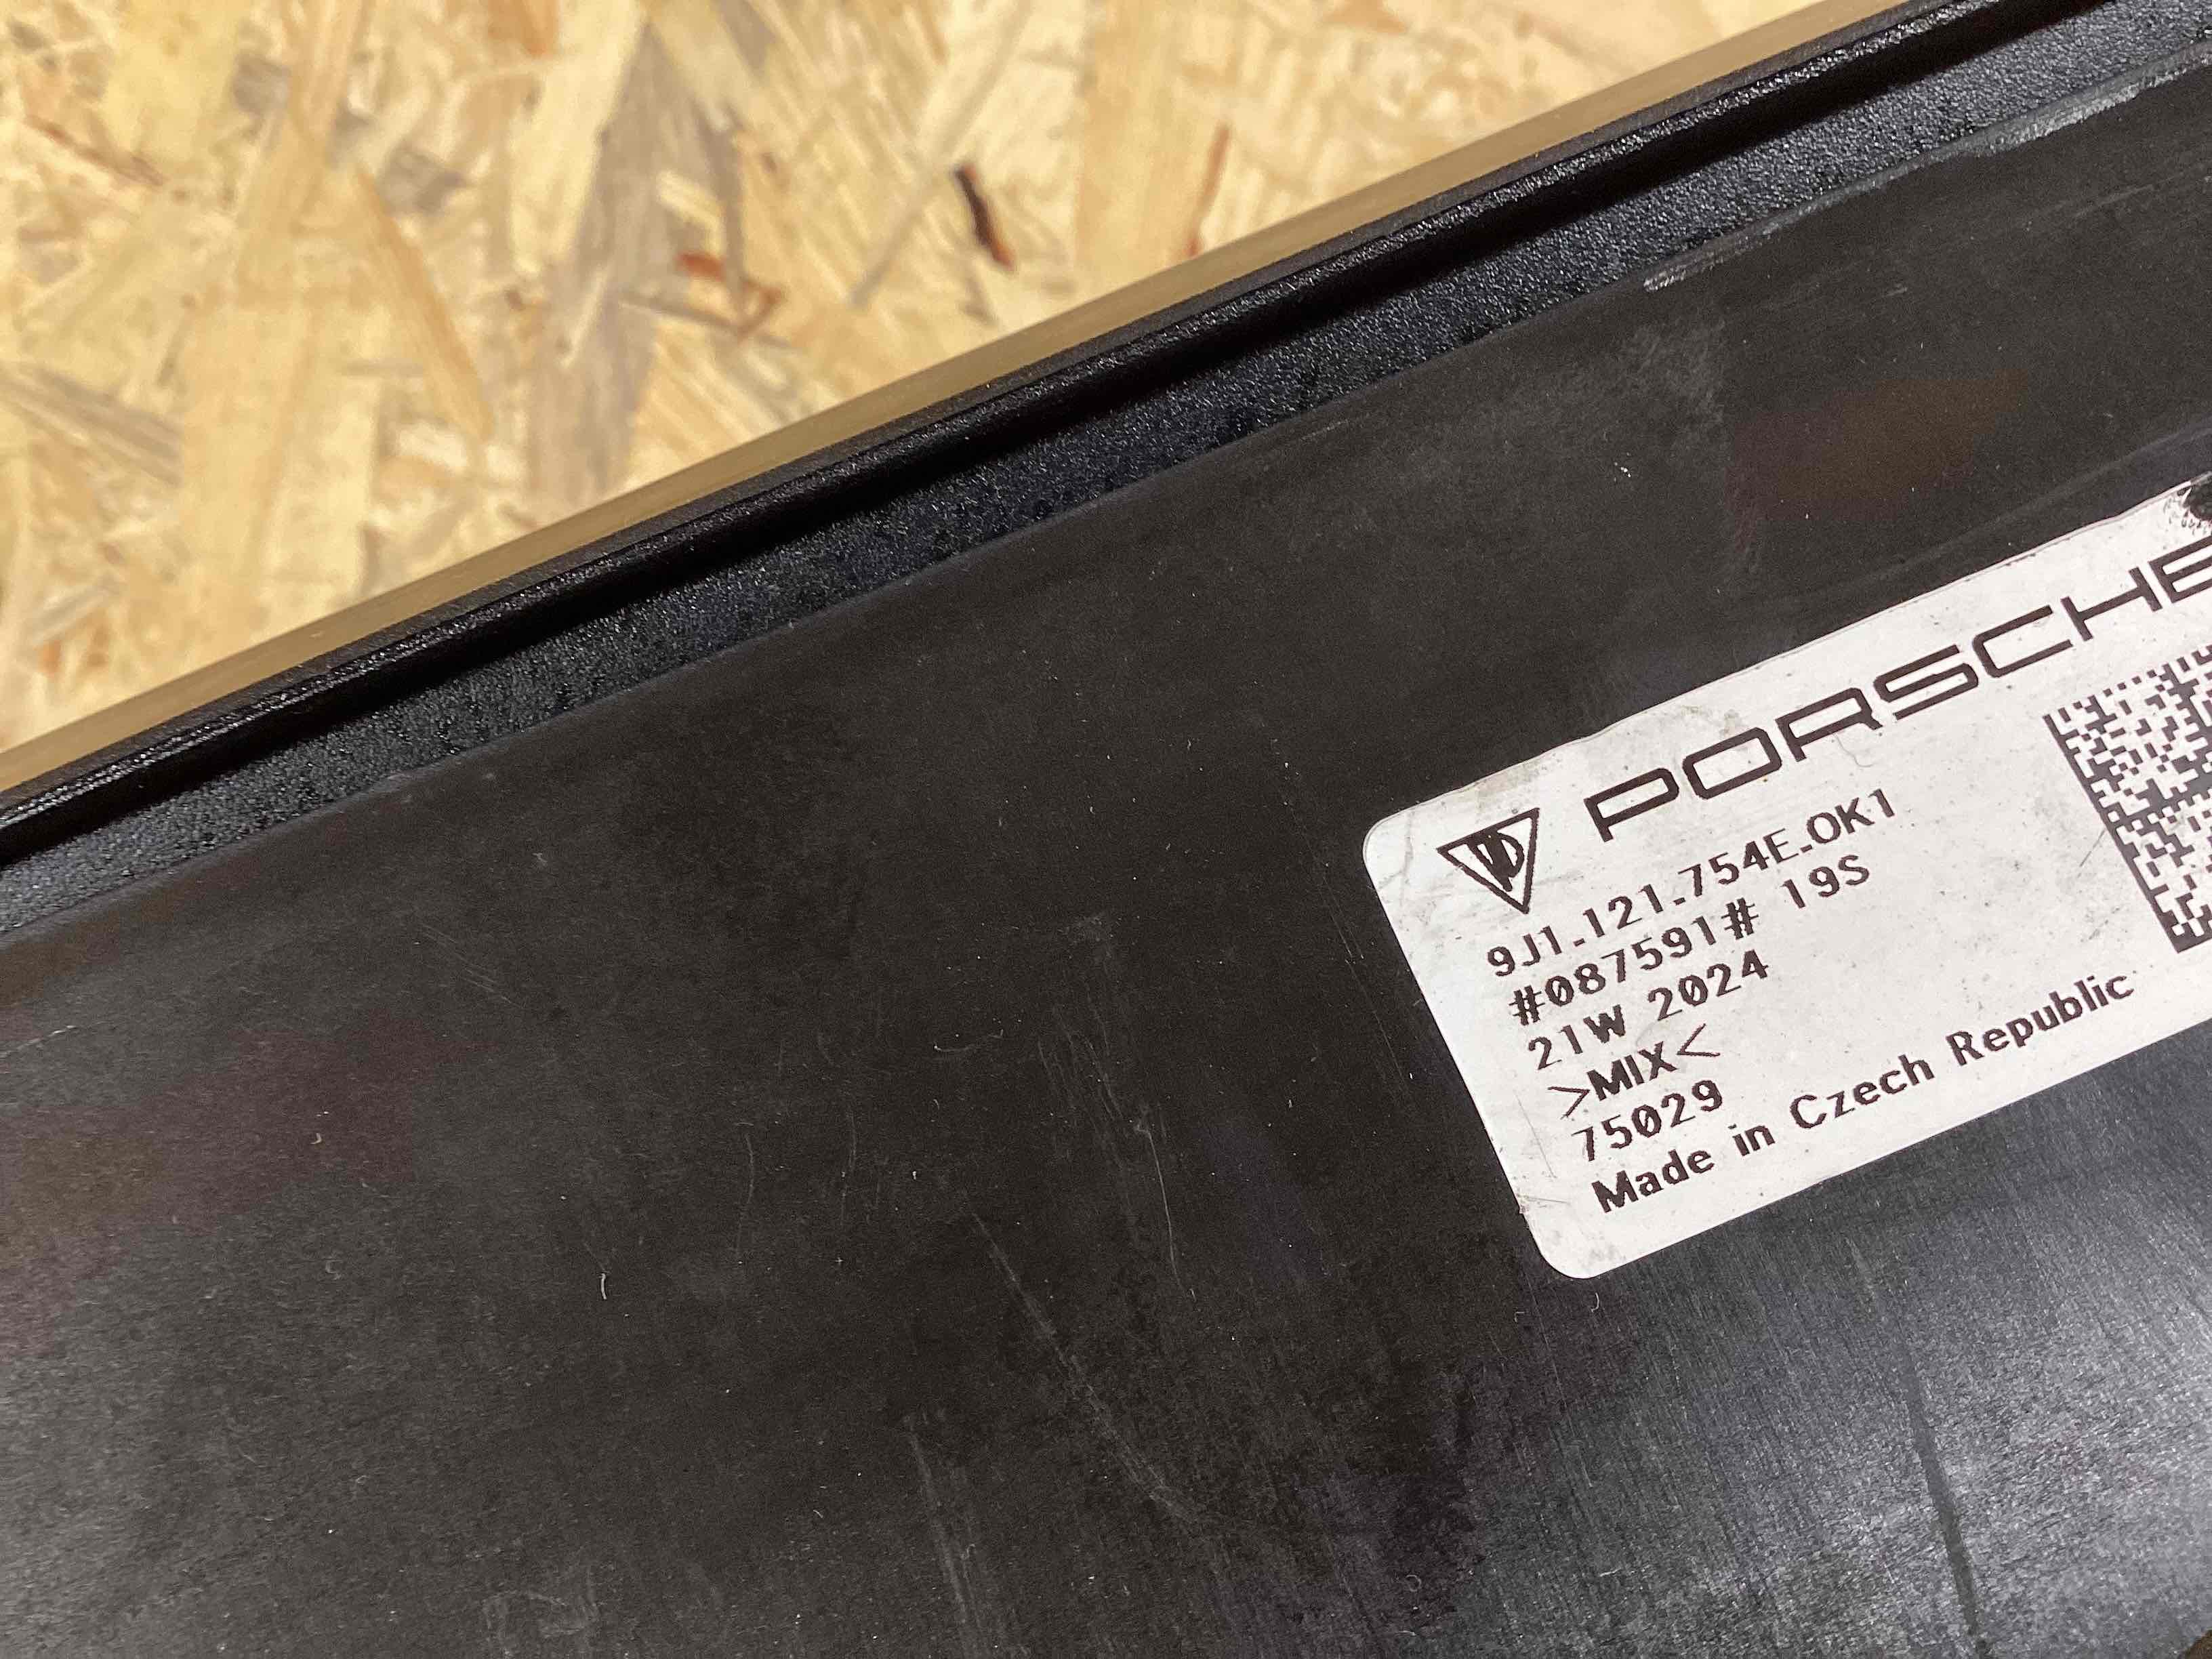 PORSCHE
9J1.121.754E.OK1
#087591# 19S
21W 2024
>MIX<
75029
Made in Czech Republic